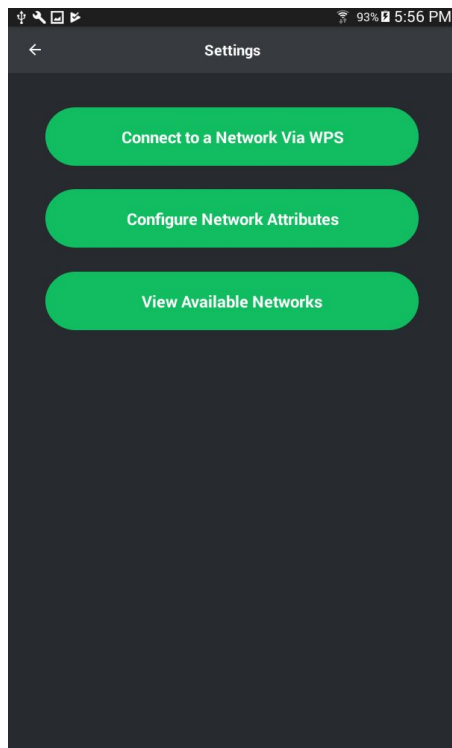 93% 5:56 PM
Settings
Connect to a Network Via WPS
Configure Network Attributes
View Available Networks